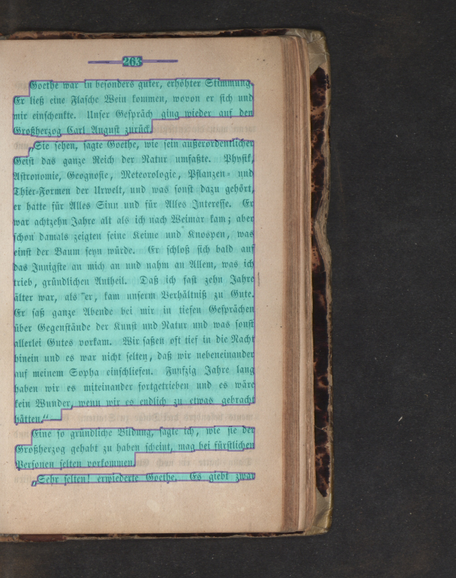 263
Goethe war in besonders guter, erhöhter Stimmung.
Er ließ eine Flasche Wein kommen, wovon er sich und
mir einschenkte. Unser Gespräch ging wieder auf den
Großherzog Carl August zurück.
„Sie sehen, sagte Goethe, wie sein außerordentlicher
Geist das ganze Reich der Natur umfaßte. Physik,
Astronomie, Geognosie, Meteorologie, Pflanzen- und
Thier-Formen der Urwelt, und was sonst dazu gehört,
er hatte für Alles Sinn und für Alles Interesse. Er
war achtzehn Jahre alt als ich nach Weimar kam; aber
schon damals zeigten seine Keime und Knospen, was
einst der Baum seyn würde. Er schloß sich bald auf
das Innigste an mich an und nahm an Allem, was ich
trieb, gründlichen Antheil. Daß ich fast zehn Jahre
älter war, als er, kam unserm Verhältniß zu Gute.
Er saß ganze Abende bei mir in tiefen Gesprächen
über Gegenstände der Kunst und Natur und was sonst
allerlei Gutes vorkam. Wir saßen oft tief in die Nacht
hinein und es war nicht selten, daß wir nebeneinander
auf meinem Sopha einschliefen. Funfzig Jahre lang
haben wir es miteinander fortgetrieben und es wäre
kein Wunder, wenn wir es endlich zu etwas gebracht
hätten.“
Eine so gründliche Bildung, sagte ich, wie sie der
Großherzog gehabt zu haben scheint, mag bei fürstlichen
Personen selten vorkommen.
„Sehr selten! erwiederte Goethe. Es giebt zwar